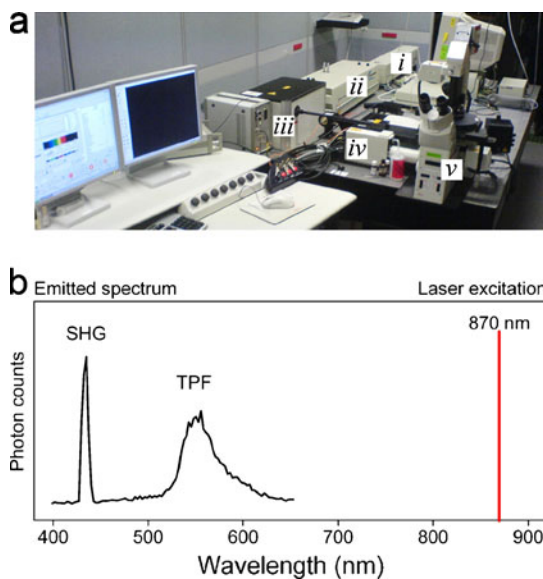 a
i
ii
iii
iv
v
b
Emitted spectrum Laser excitation
SHG
TPF
870 nm
Photon counts
400 500 600 700 800 900
Wavelength (nm)